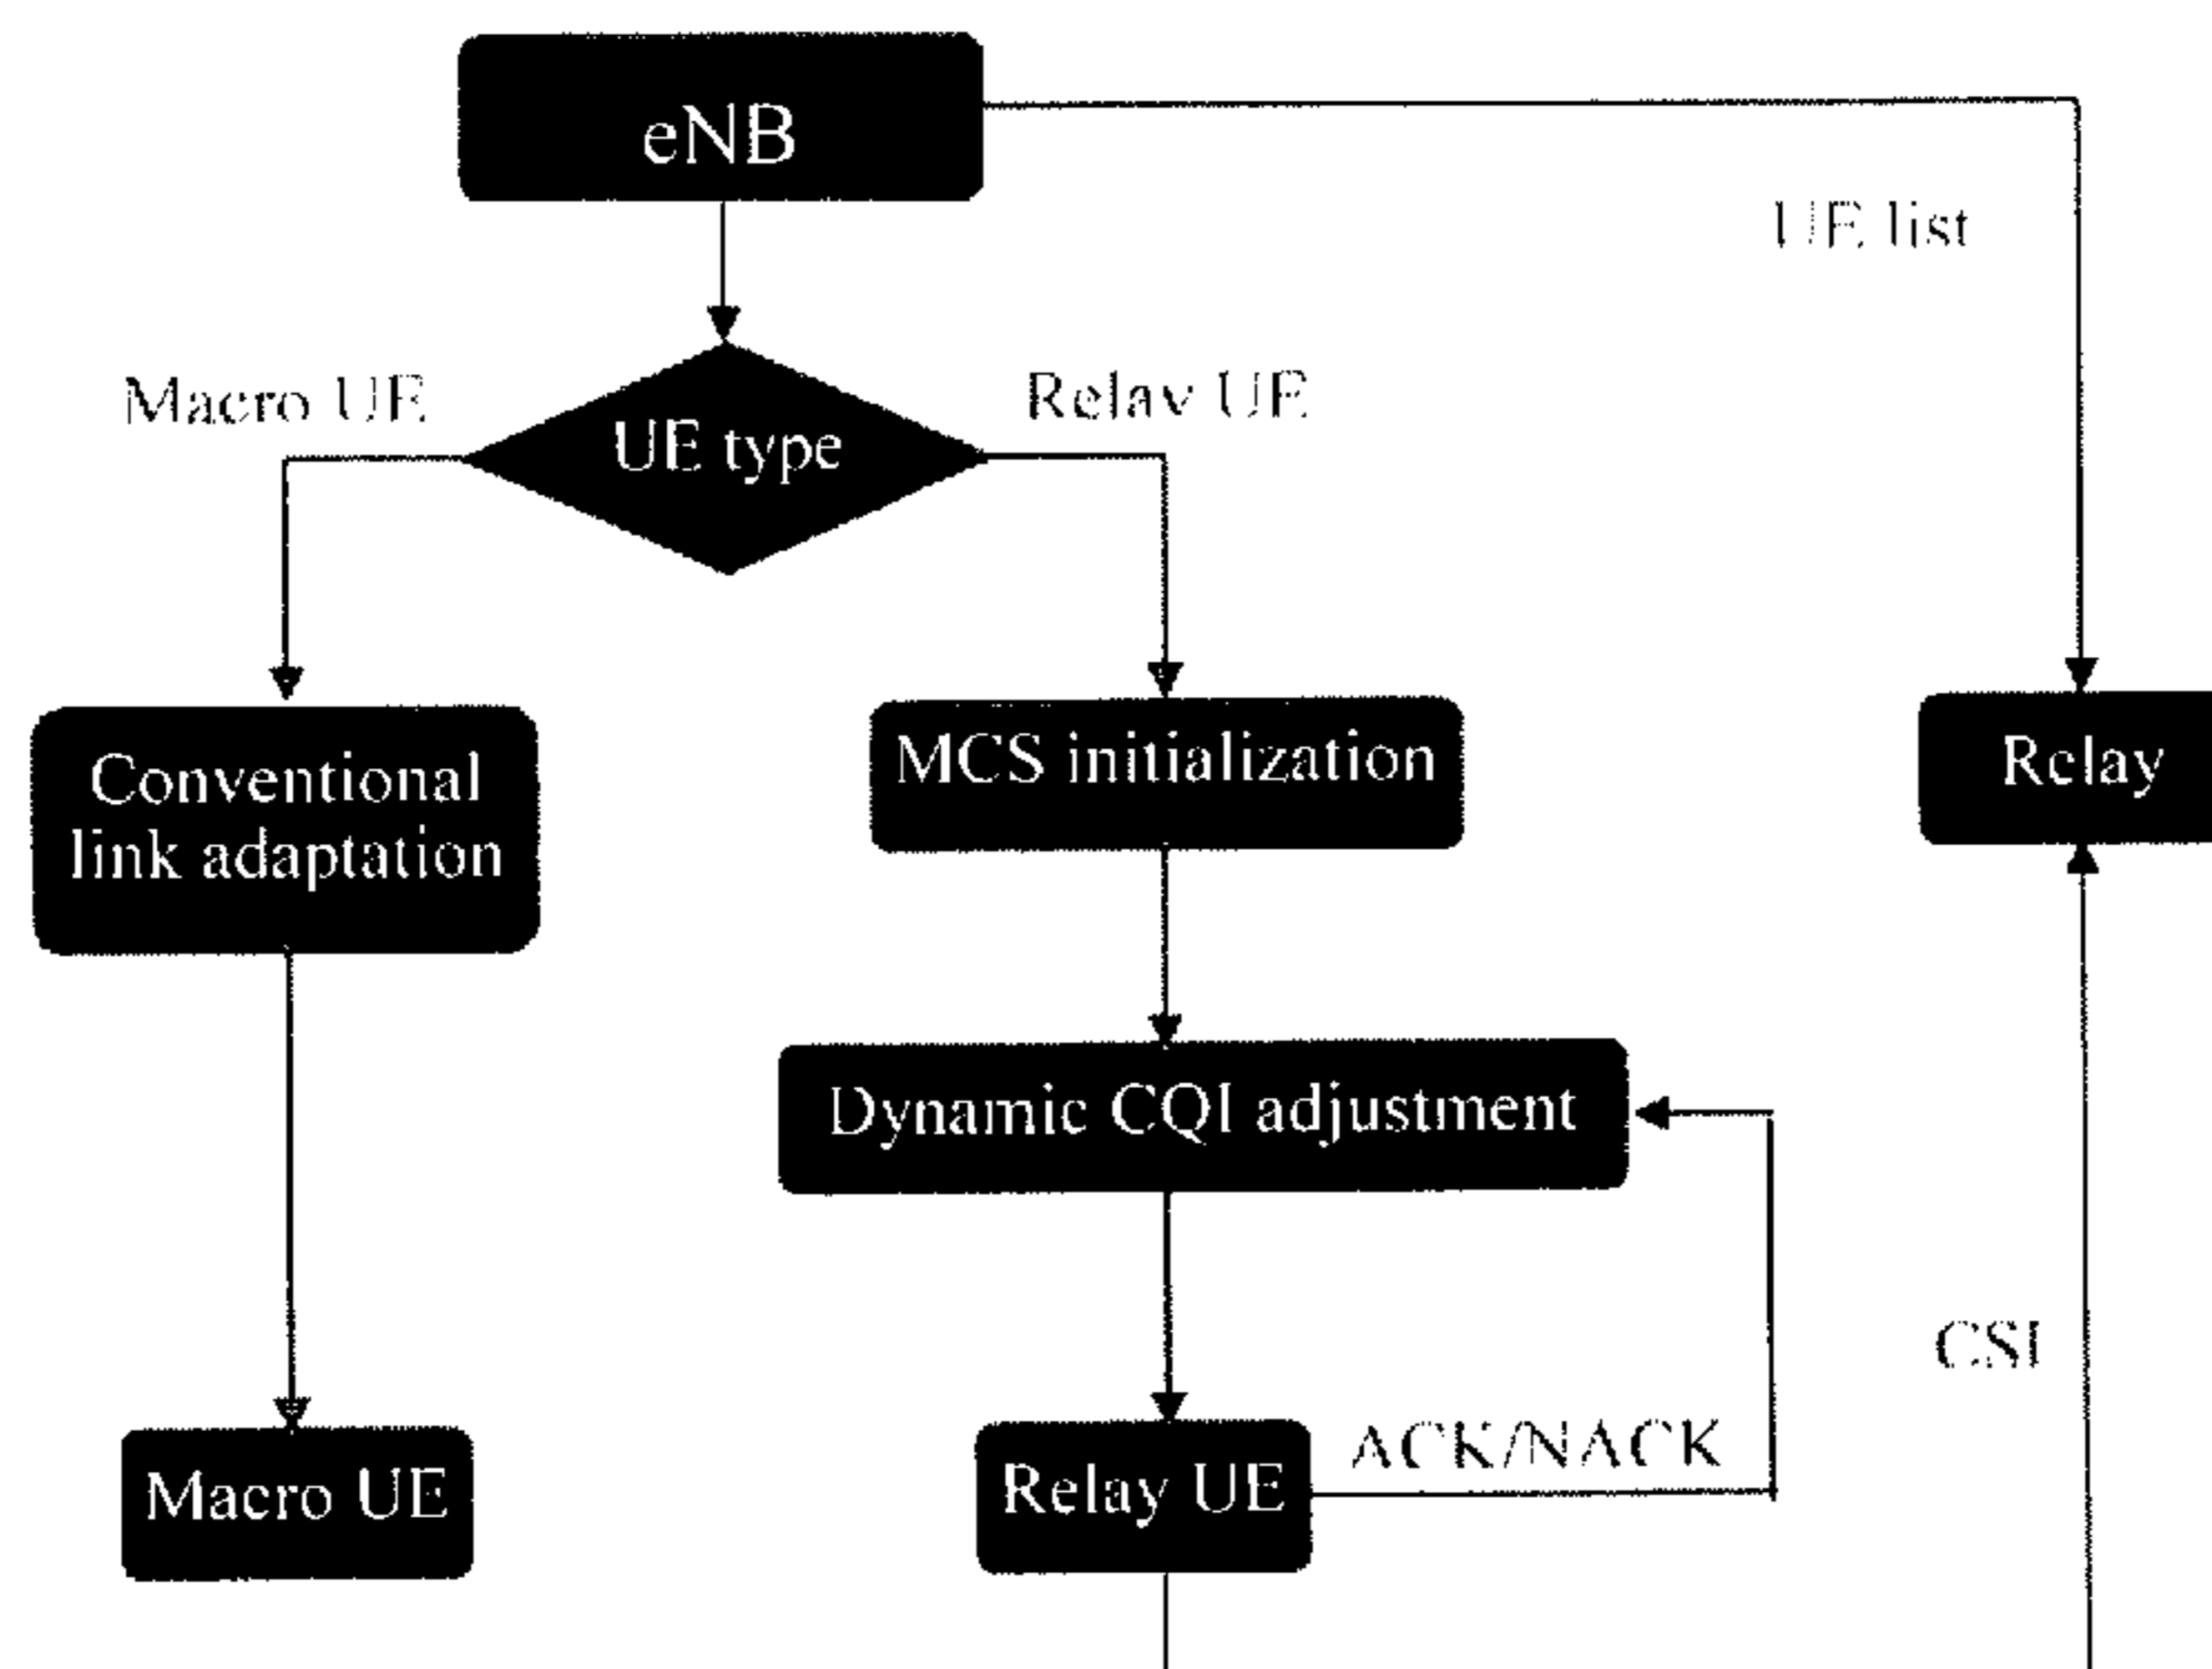 eNB
UE list
Macro UE
Relay UE
UE type
Conventional
link adaptation
MCS initialization
Relay
Dynamic CQI adjustment
CSI
Macro UE
Relay UE
ACK/NACK